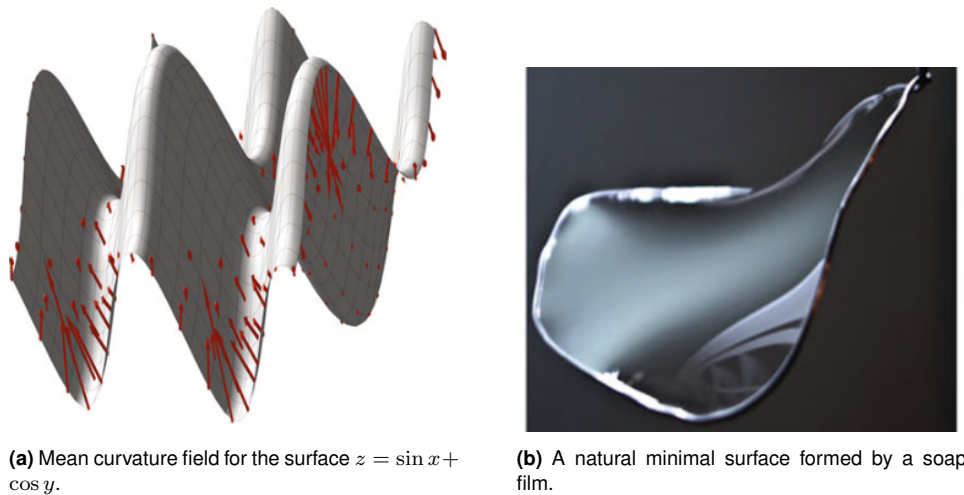 (a) Mean curvature field for the surface z = sin x+
cos y.
(b) A natural minimal surface formed by a soap
film.